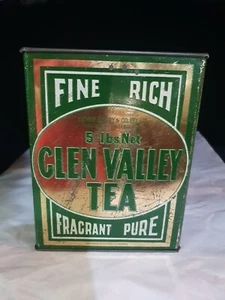 FINE RICH
5 lbs Net
GLEN VALLEY
TEA
FRAGRANT PURE